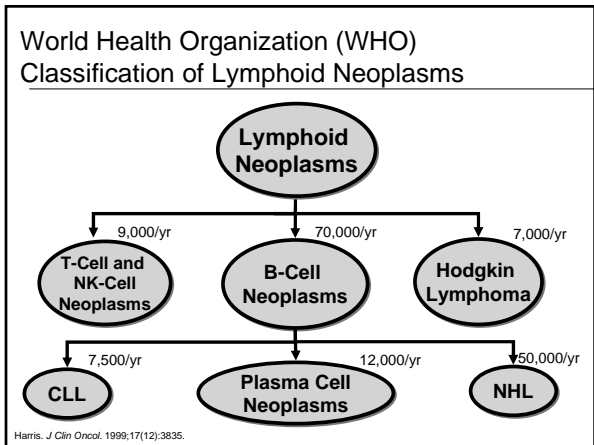 World Health Organization (WHO)
Classification of Lymphoid Neoplasms
Lymphoid
Neoplasms
9,000/yr
70,000/yr
7,000/yr
T-Cell and
NK-Cell
Neoplasms
B-Cell
Neoplasms
Hodgkin
Lymphoma
7,500/yr
12,000/yr
50,000/yr
CLL
Plasma Cell
Neoplasms
NHL
Harris. J Clin Oncol. 1999;17(12):3835.